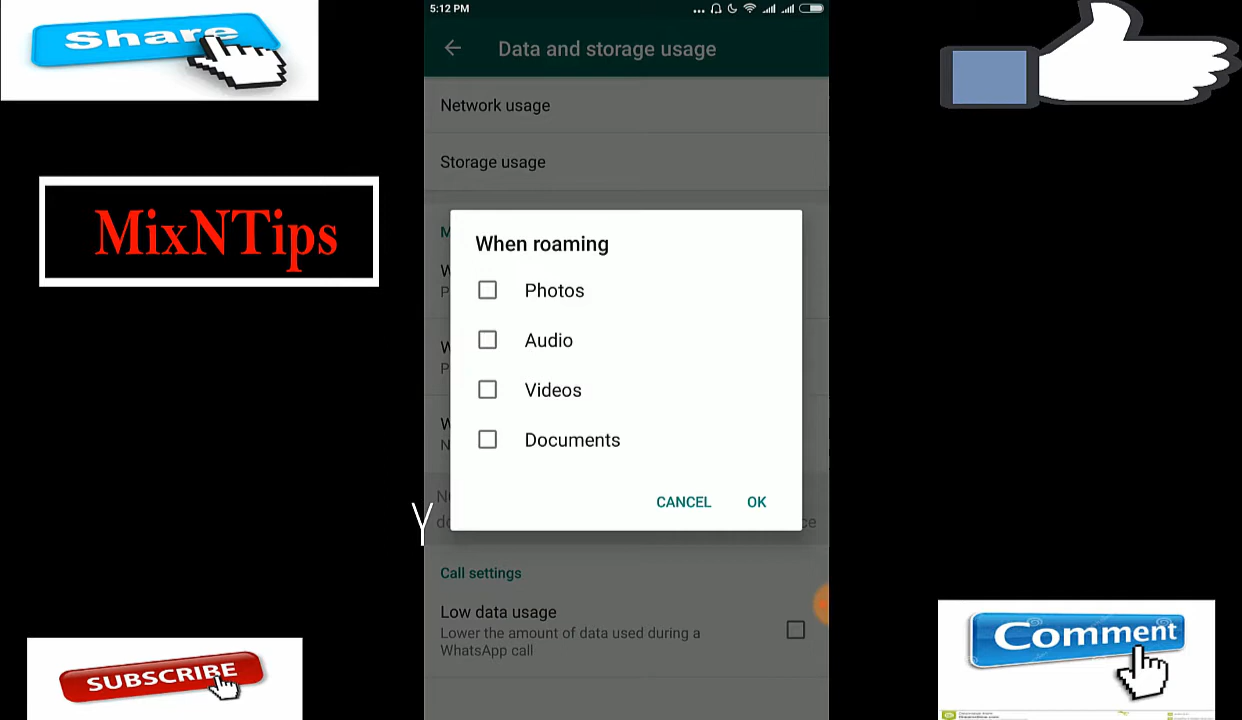 Share
MixNTips
SUBSCRIBE
5:12 PM
Data and storage usage
Network usage
Storage usage
M
W
P
W
P
W
N
When roaming
Photos
Audio
Videos
Documents
CANCEL
OK
Y
Call settings
Low data usage
Lower the amount of data used during a
WhatsApp call
Comment